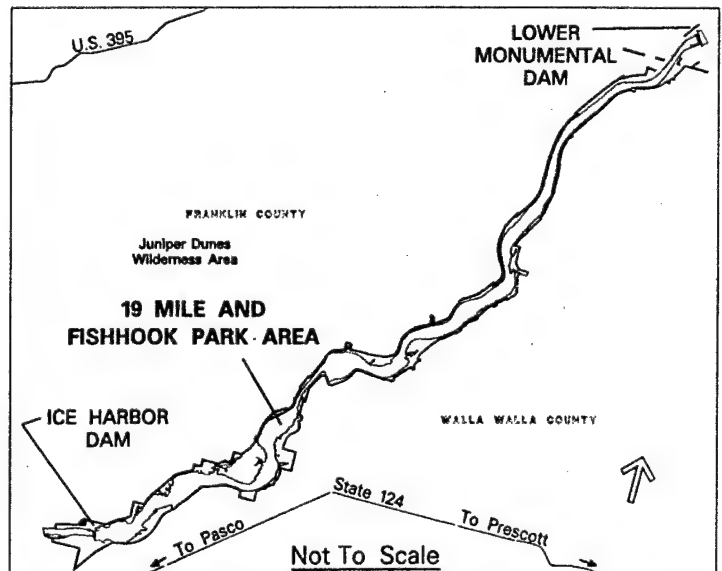 U.S. 395
LOWER
MONUMENTAL
DAM
FRANKLIN COUNTY
Juniper Dunes
Wilderness Area
19 MILE AND
FISHHOOK PARK AREA
ICE HARBOR
DAM
WALLA WALLA COUNTY
State 124
To Pasco
To Prescott
Not To Scale